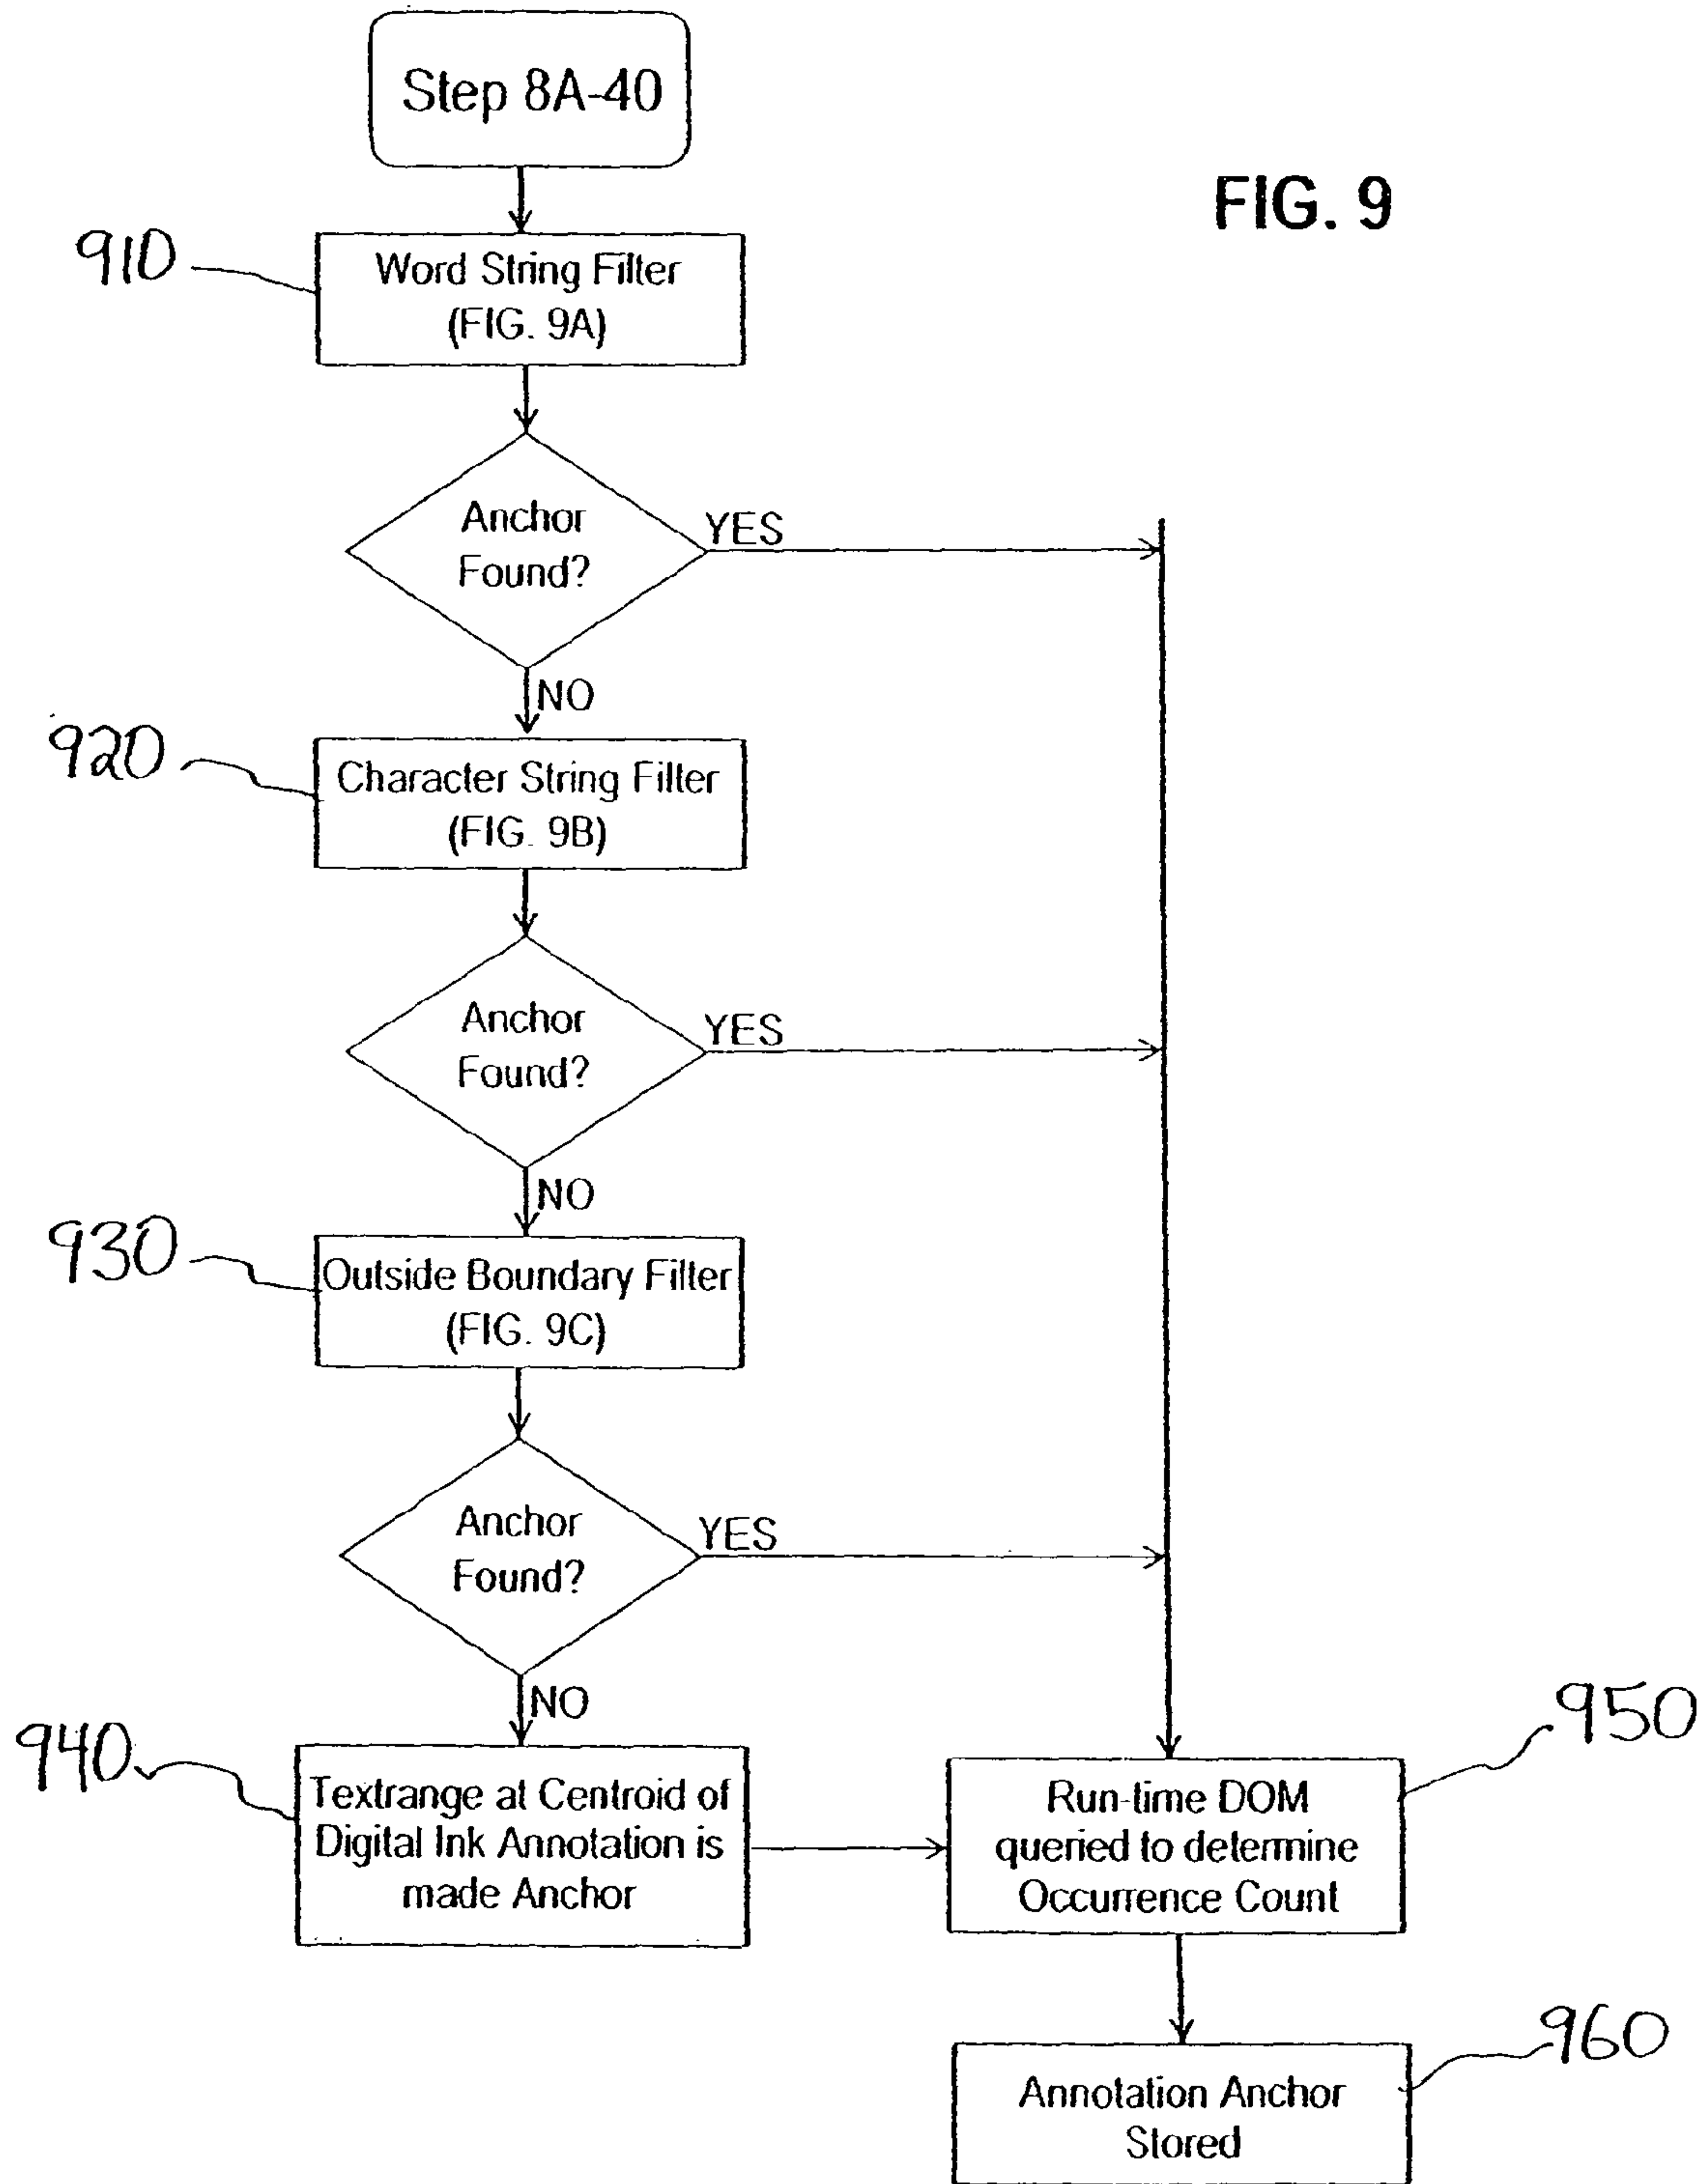 Step 8A-40
FIG. 9
910
Word String Filter
(FIG. 9A)
Anchor
Found?
YES
NO
920
Character String Filter
(FIG. 9B)
Anchor
Found?
YES
NO
930
Outside Boundary Filter
(FIG. 9C)
Anchor
Found?
YES
NO
940
Textrange at Centroid of
Digital Ink Annotation is
made Anchor
950
Run-time DOM
queried to determine
Occurrence Count
960
Annotation Anchor
Stored